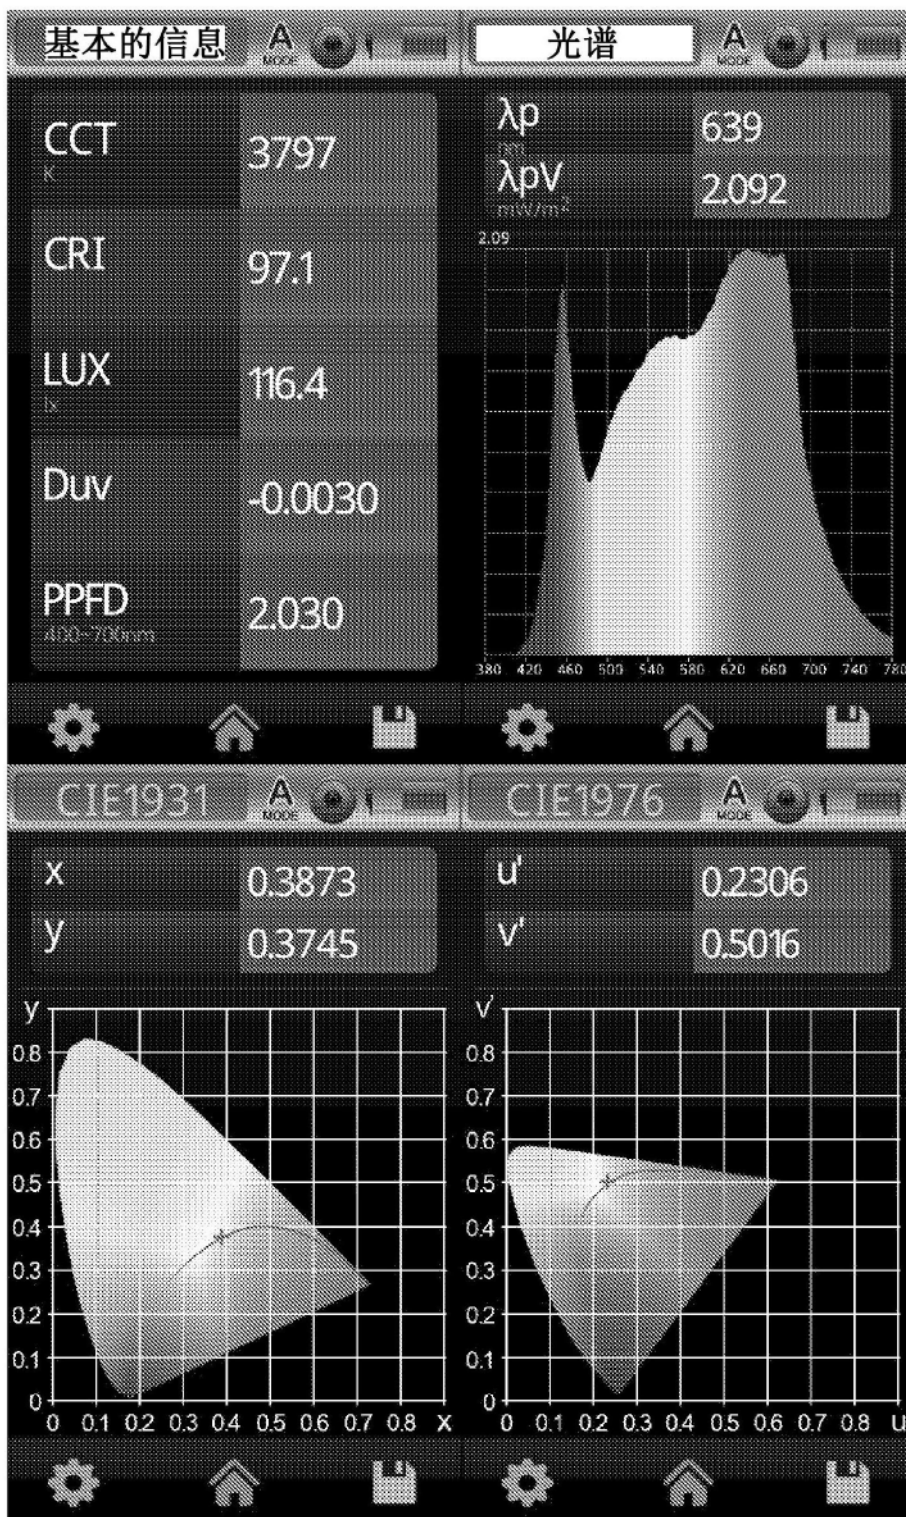 基本的信息
A
MODE
CCT
K
3797
CRI
97.1
LUX
lx
116.4
Duv
-0.0030
PPFD
400~700nm
2.030
光谱
A
MODE
λp
nm
639
λpV
mW/m²
2.092
2.09
380 420 460 500 540 580 620 660 700 740 780
CIE1931
A
MODE
x
0.3873
y
0.3745
y
0.8
0.7
0.6
0.5
0.4
0.3
0.2
0.1
0
0 0.1 0.2 0.3 0.4 0.5 0.6 0.7 0.8 x
CIE1976
A
MODE
u'
0.2306
v'
0.5016
v'
0.8
0.7
0.6
0.5
0.4
0.3
0.2
0.1
0
0 0.1 0.2 0.3 0.4 0.5 0.6 0.7 0.8 u